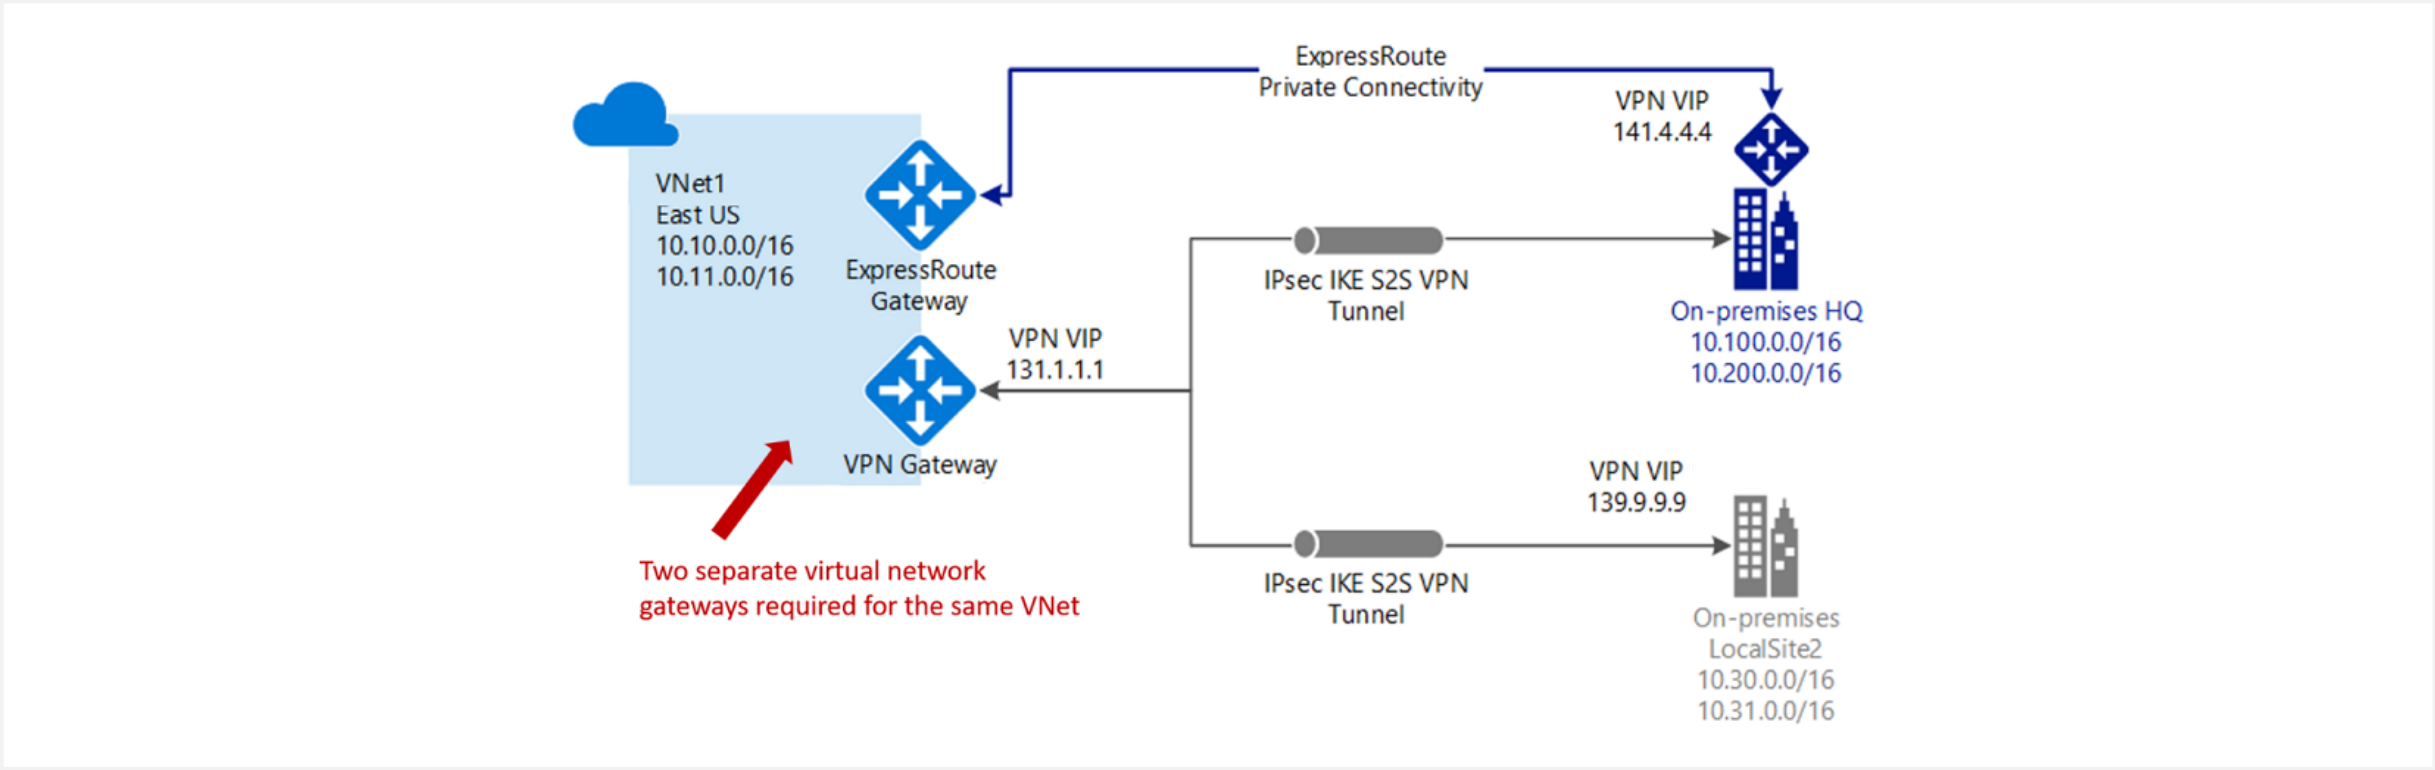 ExpressRoute
Private Connectivity
VPN VIP
141.4.4.4
VNet1
East US
10.10.0.0/16
10.11.0.0/16
ExpressRoute
Gateway
IPsec IKE S2S VPN
Tunnel
On-premises HQ
10.100.0.0/16
10.200.0.0/16
VPN VIP
131.1.1.1
VPN Gateway
VPN VIP
139.9.9.9
Two separate virtual network
gateways required for the same VNet
IPsec IKE S2S VPN
Tunnel
On-premises
LocalSite2
10.30.0.0/16
10.31.0.0/16